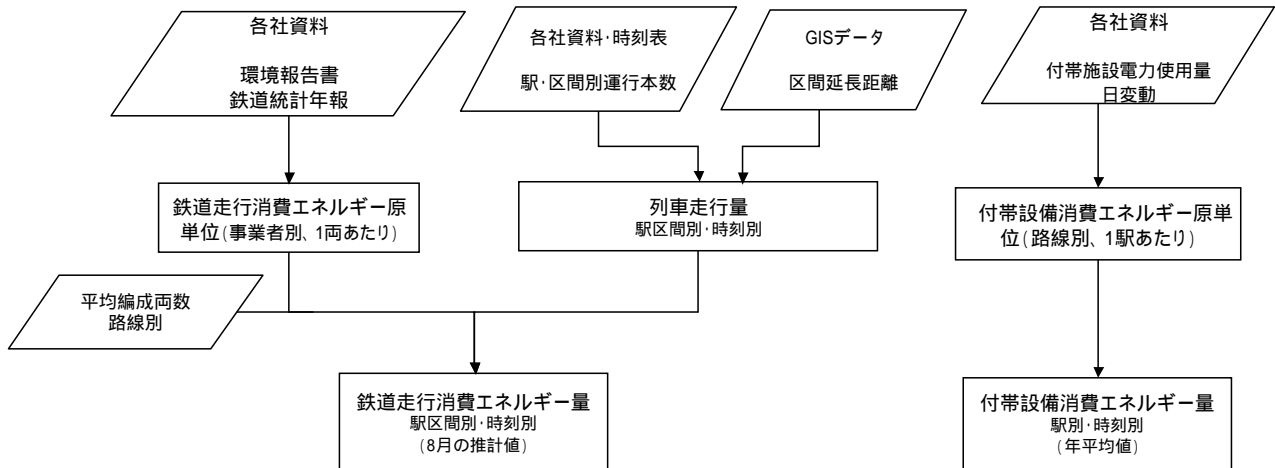 各社資料
環境報告書
鉄道統計年報
各社資料・時刻表
駅・区間別運行本数
GISデータ
区間延長距離
各社資料
付帯施設電力使用量
日変動
鉄道走行消費エネルギー原
単位(事業者別、1両あたり)
列車走行量
駅区間別・時刻別
付帯設備消費エネルギー原単
位(路線別、1駅あたり)
平均編成両数
路線別
鉄道走行消費エネルギー量
駅区間別・時刻別
(8月の推計値)
付帯設備消費エネルギー量
駅別・時刻別
(年平均値)